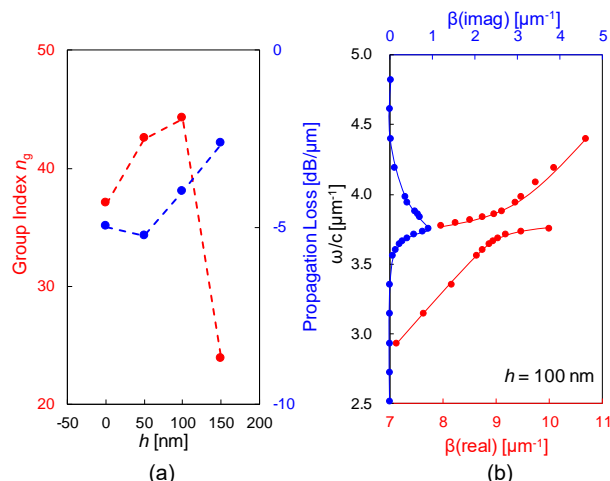 β(imag) [µm⁻¹]
0 1 2 3 4 5
50
40
30
20
Group Index n_g
0
-5
-10
Propagation Loss [dB/µm]
-50 0 50 100 150 200
h [nm]
(a)
5.0
4.5
4.0
3.5
3.0
2.5
ω/c [µm⁻¹]
h = 100 nm
7 8 9 10 11
β(real) [µm⁻¹]
(b)